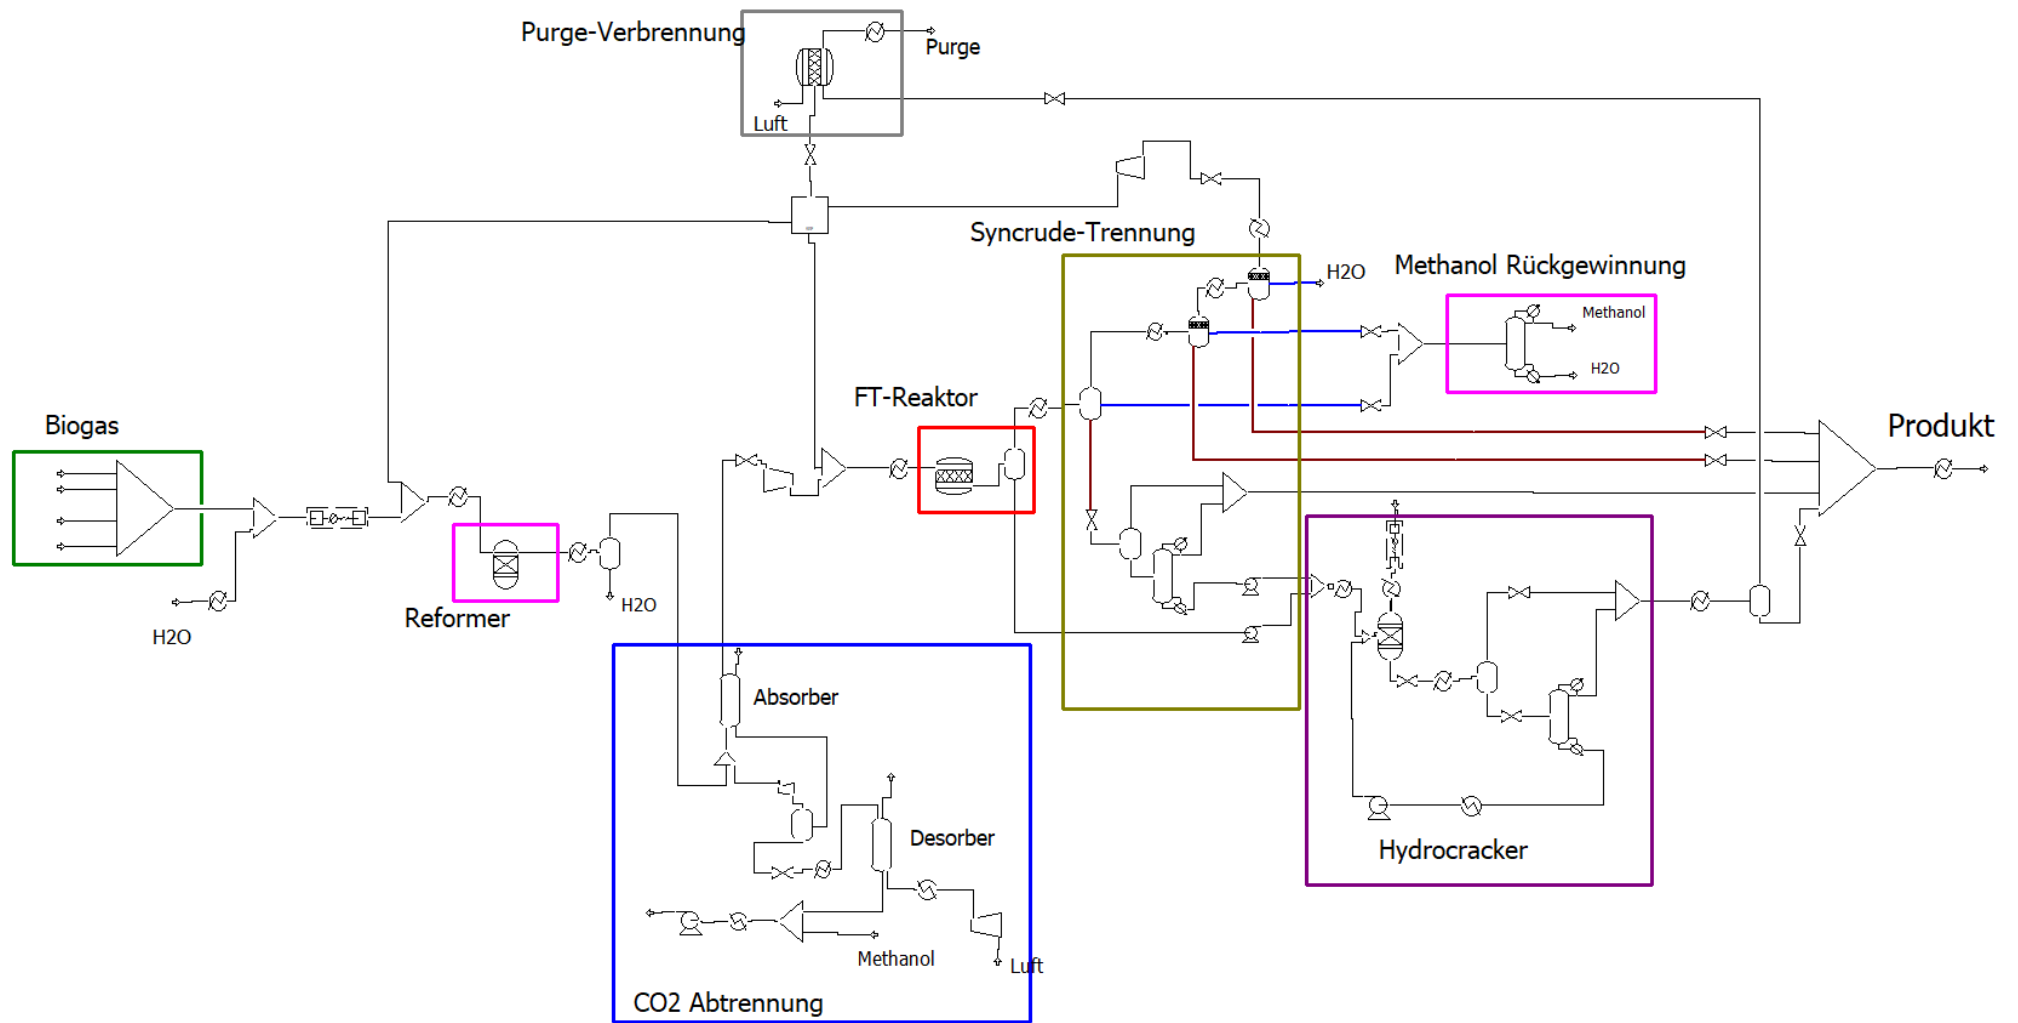 Purge-Verbrennung
Purge
Luft
Syncrude-Trennung
H2O
Methanol Rückgewinnung
Methanol
H2O
FT-Reaktor
Biogas
Produkt
Reformer
H2O
H2O
Absorber
Desorber
Hydrocracker
Methanol
Luft
CO2 Abtrennung